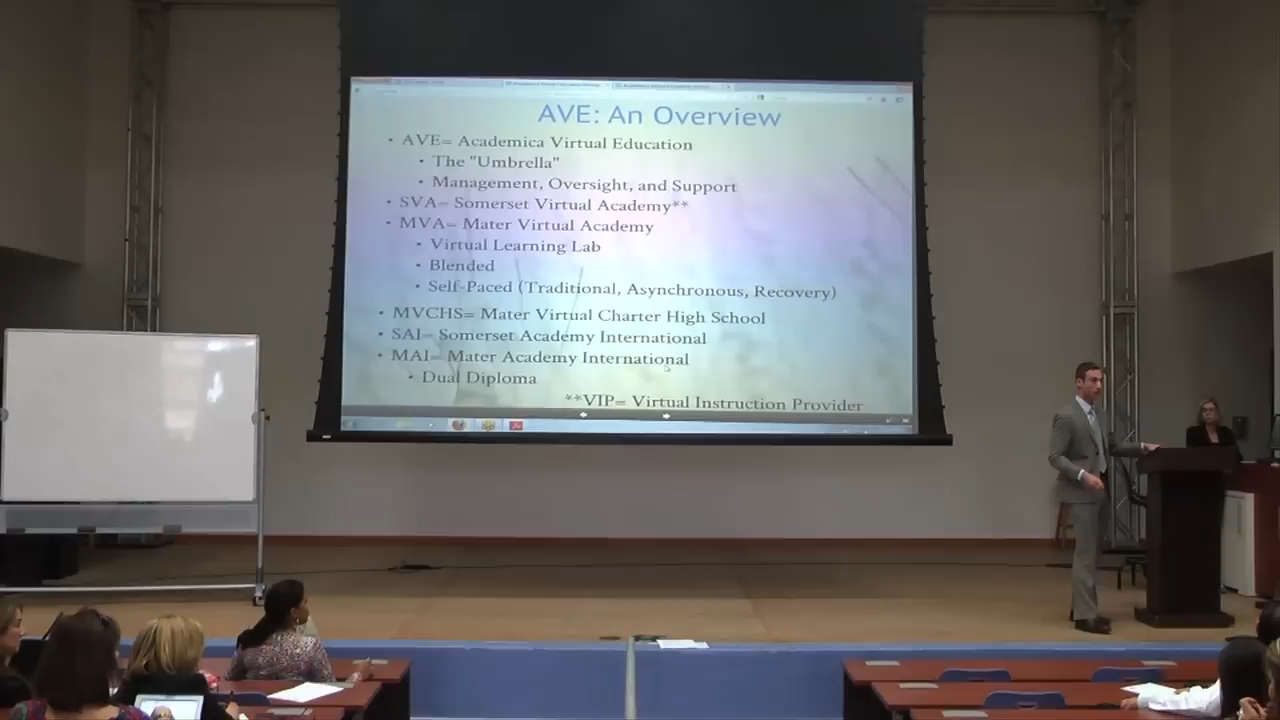 AVE: An Overview
• AVE= Academica Virtual Education
• The "Umbrella"
• Management, Oversight, and Support
• SVA= Somerset Virtual Academy**
• MVA= Mater Virtual Academy
• Virtual Learning Lab
• Blended
• Self-Paced (Traditional, Asynchronous, Recovery)
• MVCHS= Mater Virtual Charter High School
• SAI= Somerset Academy International
• MAI= Mater Academy International
• Dual Diploma
**VIP= Virtual Instruction Provider